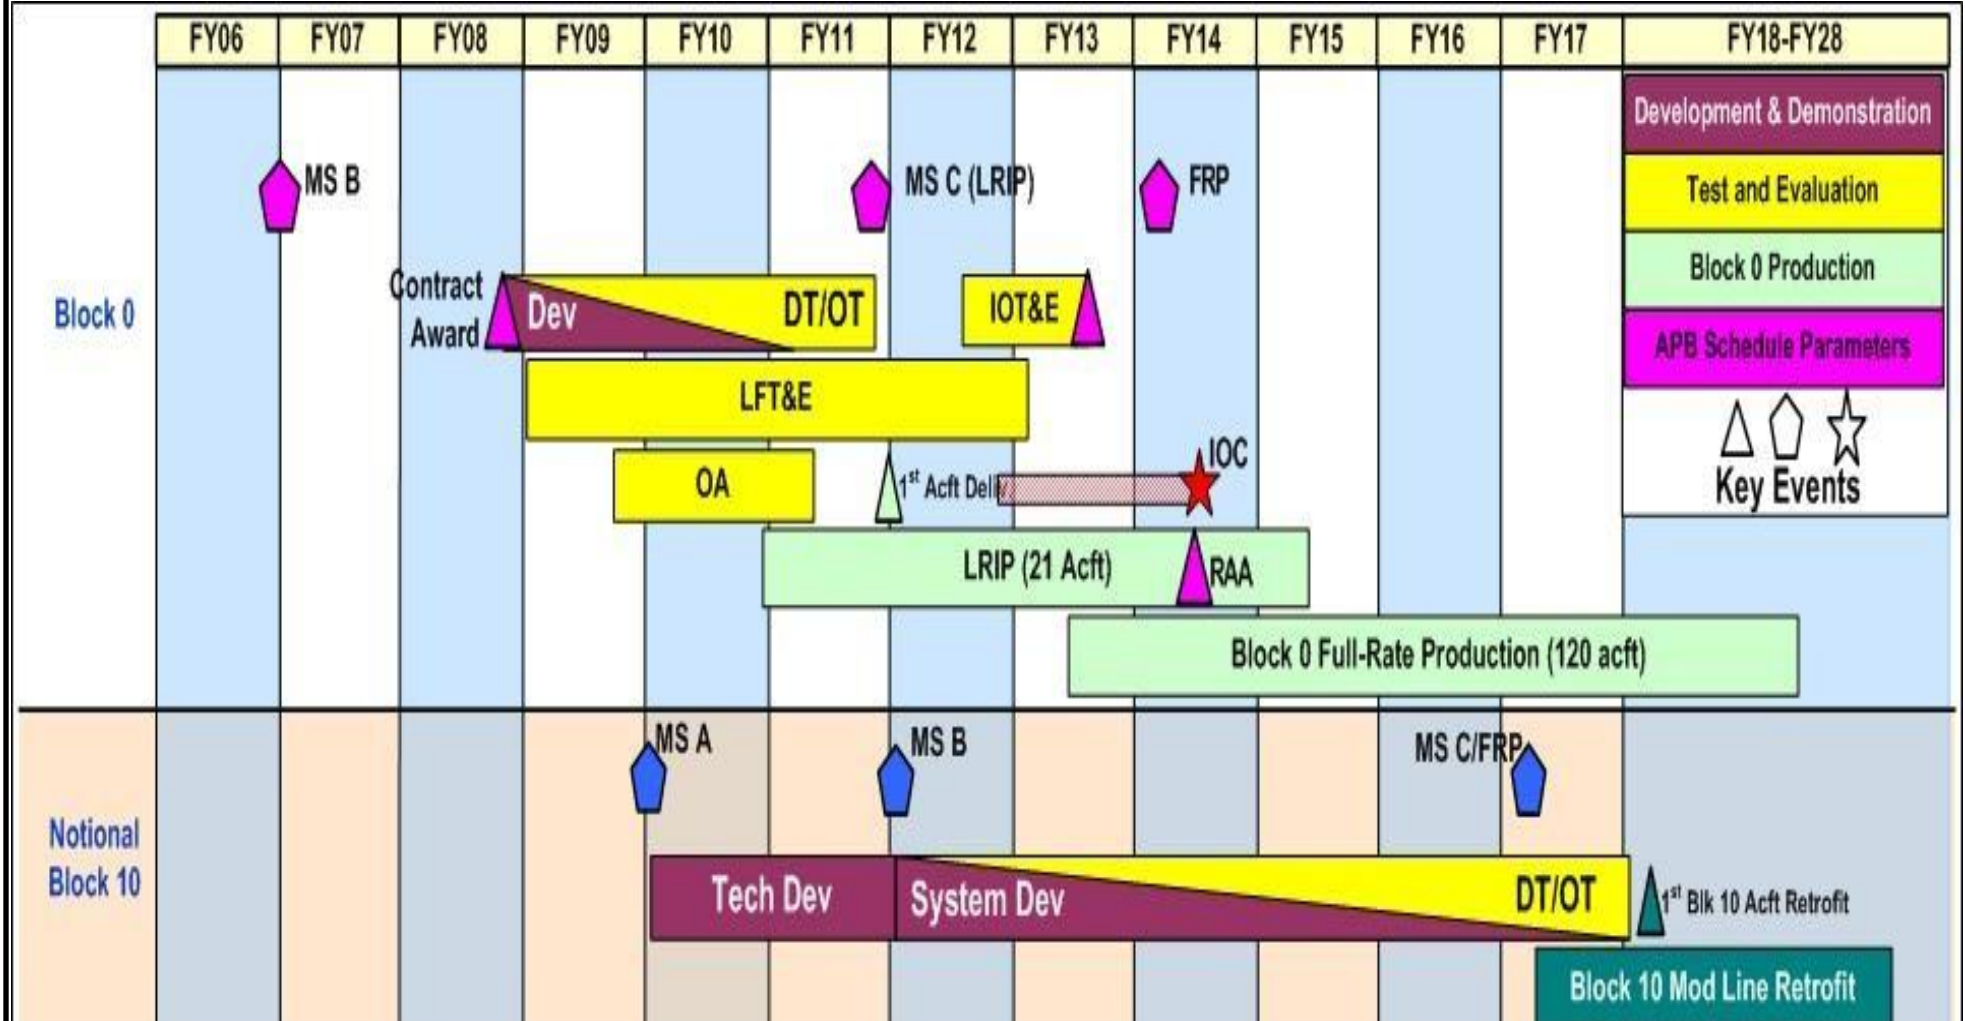 FY06 FY07 FY08 FY09 FY10 FY11 FY12 FY13 FY14 FY15 FY16 FY17 FY18-FY28
Development & Demonstration
Test and Evaluation
Block 0 Production
APB Schedule Parameters
Key Events
Block 0
MS B
MS C (LRIP)
FRP
Contract
Award
Dev
DT/OT
IOT&E
LFT&E
OA
1st Acft Deliv
IOC
LRIP (21 Acft)
RAA
Block 0 Full-Rate Production (120 acft)
Notional
Block 10
MS A
MS B
MS C/FRP
Tech Dev
System Dev
DT/OT
1st Blk 10 Acft Retrofit
Block 10 Mod Line Retrofit